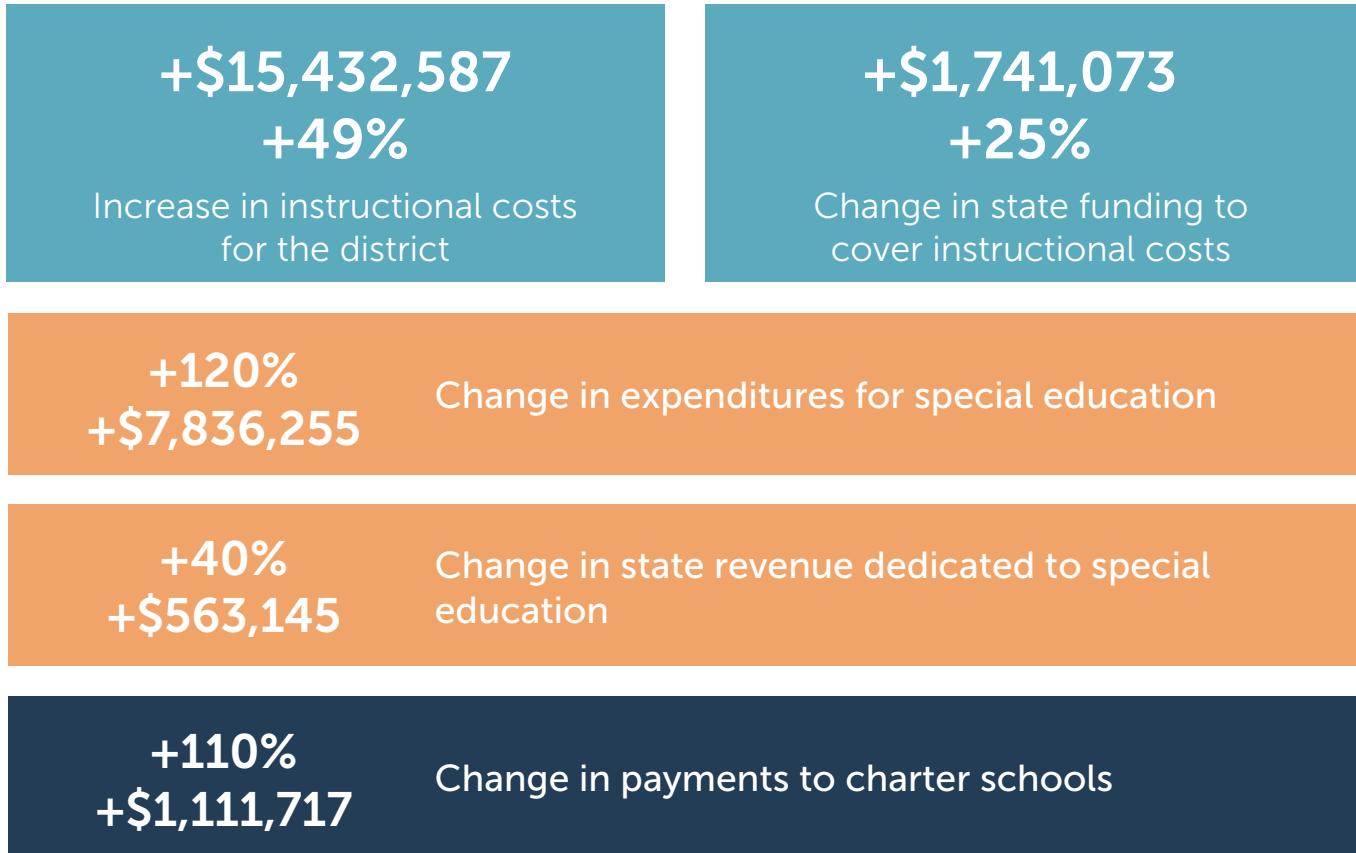 +$15,432,587
+49%
Increase in instructional costs
for the district
+$1,741,073
+25%
Change in state funding to
cover instructional costs
+120%
+$7,836,255
Change in expenditures for special education
+40%
+$563,145
Change in state revenue dedicated to special
education
+110%
+$1,111,717
Change in payments to charter schools